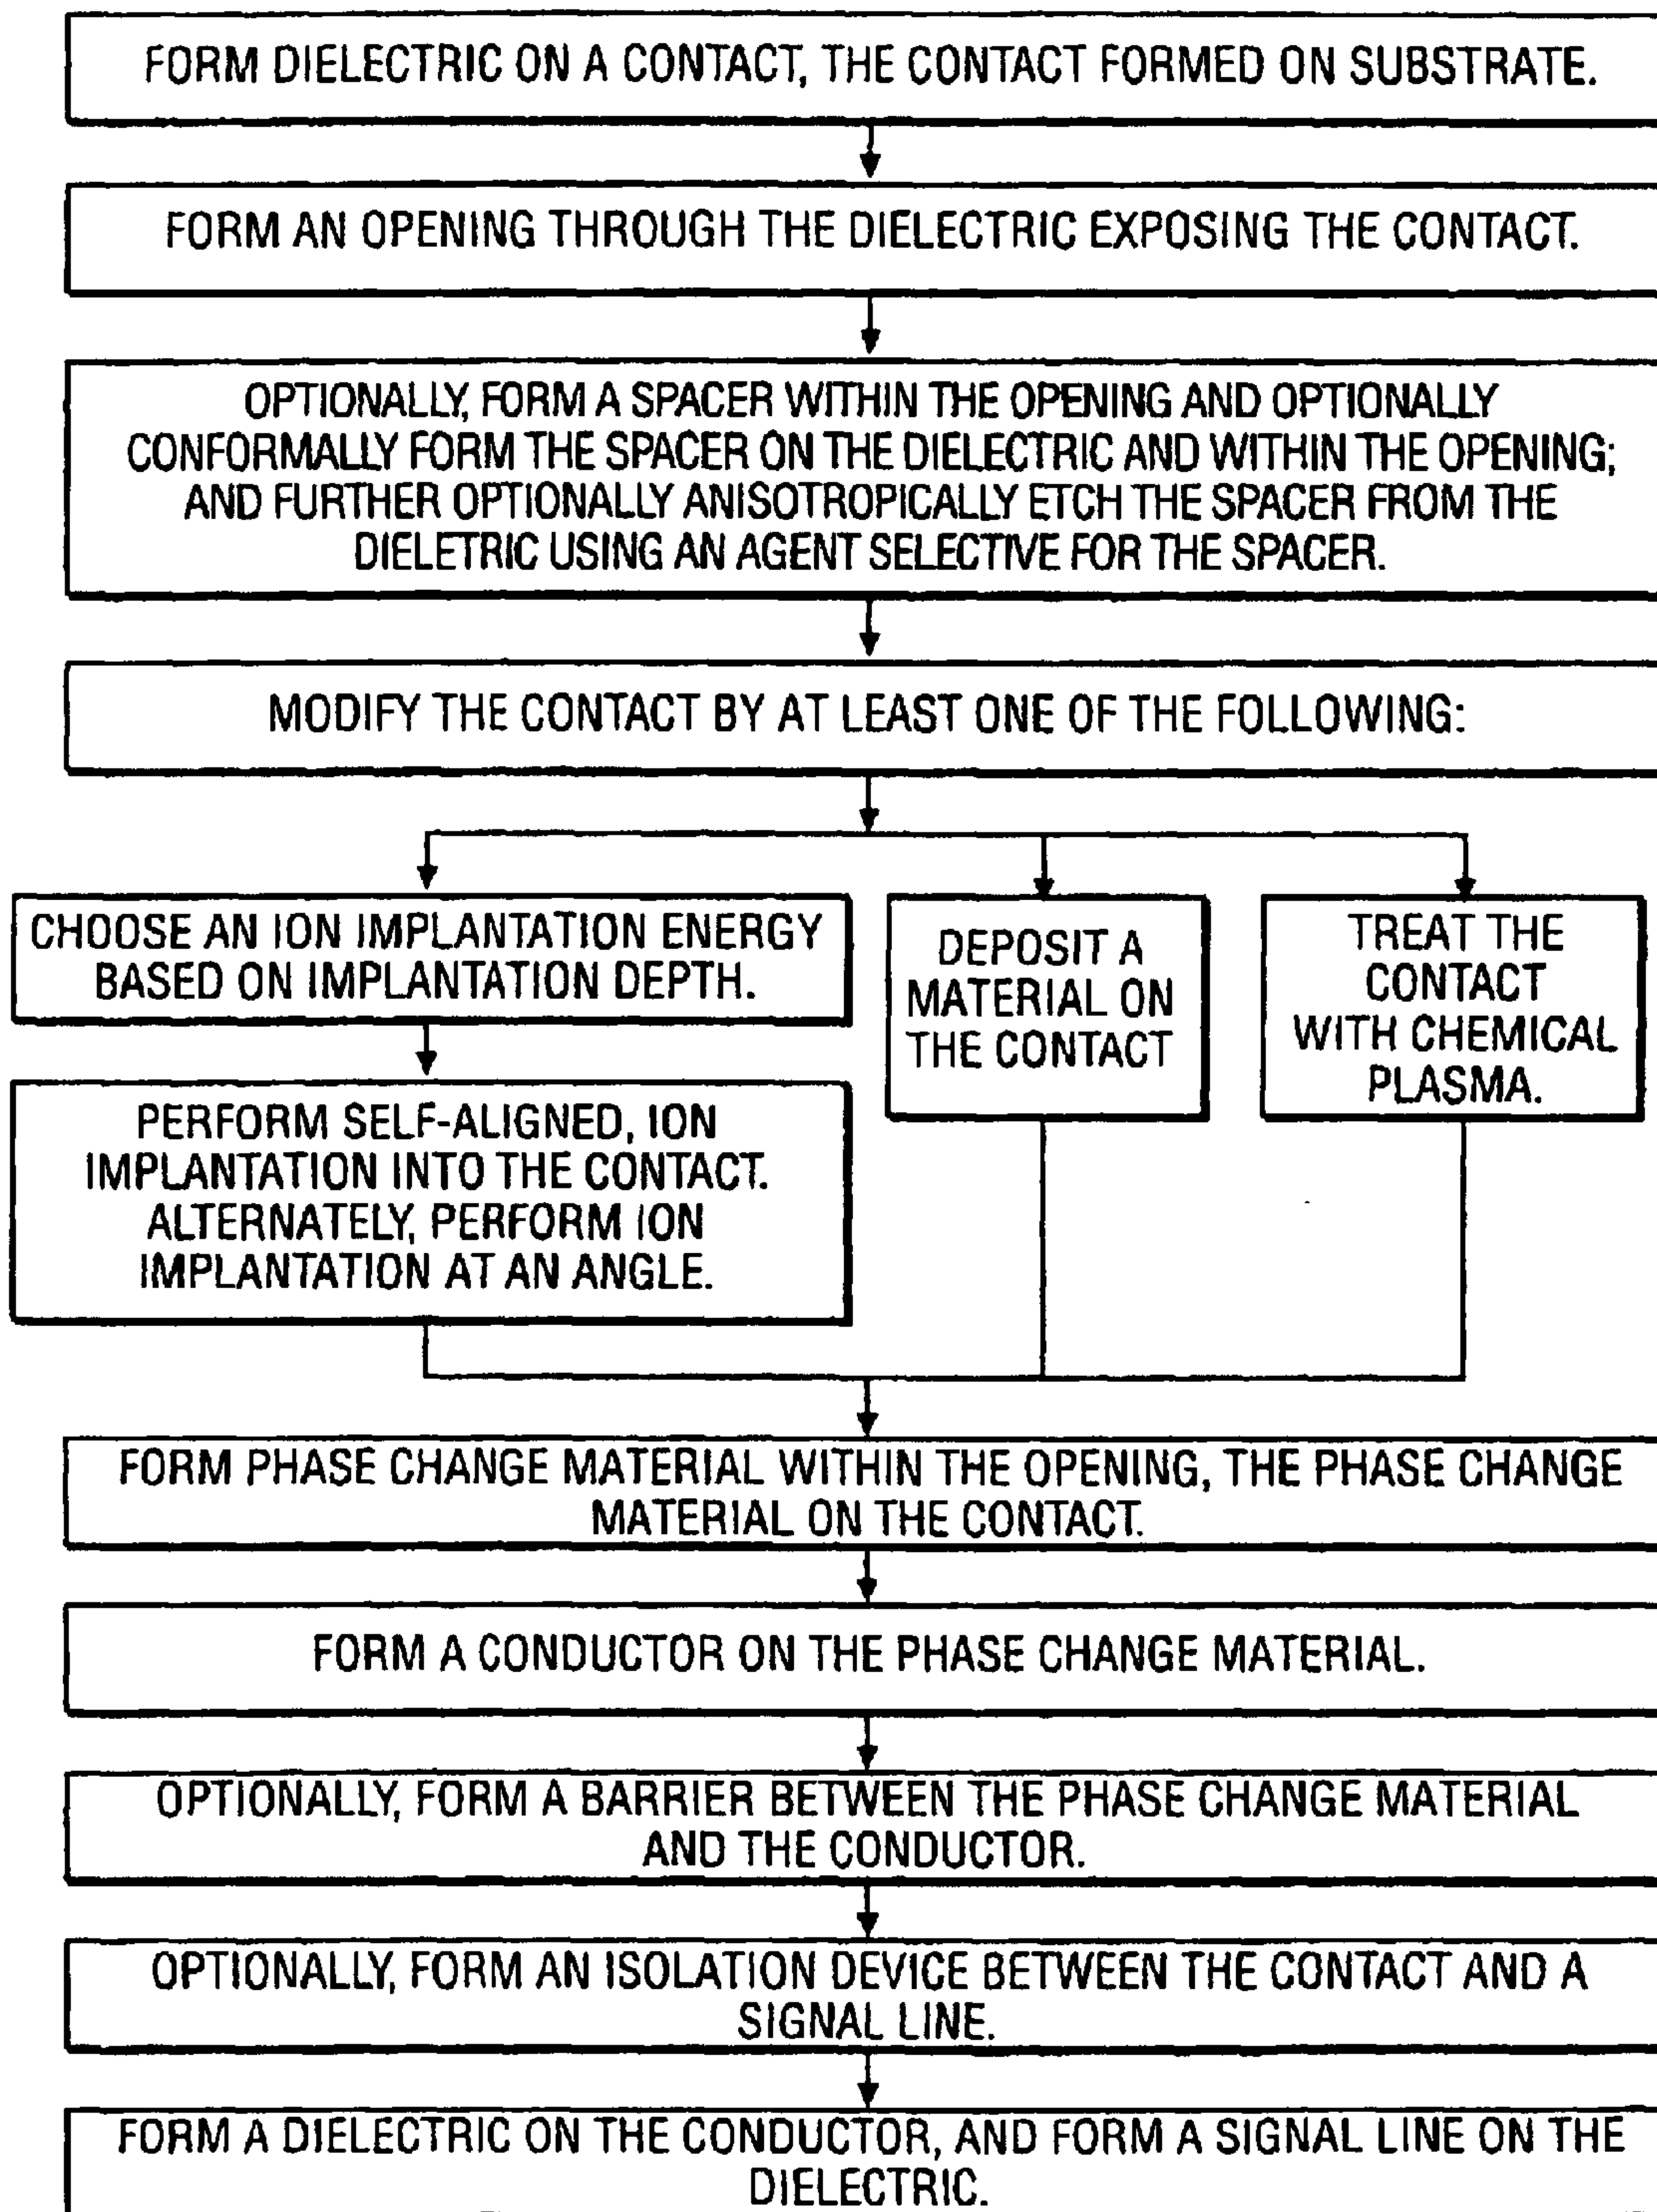 FORM DIELECTRIC ON A CONTACT, THE CONTACT FORMED ON SUBSTRATE.
FORM AN OPENING THROUGH THE DIELECTRIC EXPOSING THE CONTACT.
OPTIONALLY, FORM A SPACER WITHIN THE OPENING AND OPTIONALLY
CONFORMALLY FORM THE SPACER ON THE DIELECTRIC AND WITHIN THE OPENING;
AND FURTHER OPTIONALLY ANISOTROPICALLY ETCH THE SPACER FROM THE
DIELETRIC USING AN AGENT SELECTIVE FOR THE SPACER.
MODIFY THE CONTACT BY AT LEAST ONE OF THE FOLLOWING:
CHOOSE AN ION IMPLANTATION ENERGY
BASED ON IMPLANTATION DEPTH.
PERFORM SELF-ALIGNED, ION
IMPLANTATION INTO THE CONTACT.
ALTERNATELY, PERFORM ION
IMPLANTATION AT AN ANGLE.
DEPOSIT A
MATERIAL ON
THE CONTACT
TREAT THE
CONTACT
WITH CHEMICAL
PLASMA.
FORM PHASE CHANGE MATERIAL WITHIN THE OPENING, THE PHASE CHANGE
MATERIAL ON THE CONTACT.
FORM A CONDUCTOR ON THE PHASE CHANGE MATERIAL.
OPTIONALLY, FORM A BARRIER BETWEEN THE PHASE CHANGE MATERIAL
AND THE CONDUCTOR.
OPTIONALLY, FORM AN ISOLATION DEVICE BETWEEN THE CONTACT AND A
SIGNAL LINE.
FORM A DIELECTRIC ON THE CONDUCTOR, AND FORM A SIGNAL LINE ON THE
DIELECTRIC.